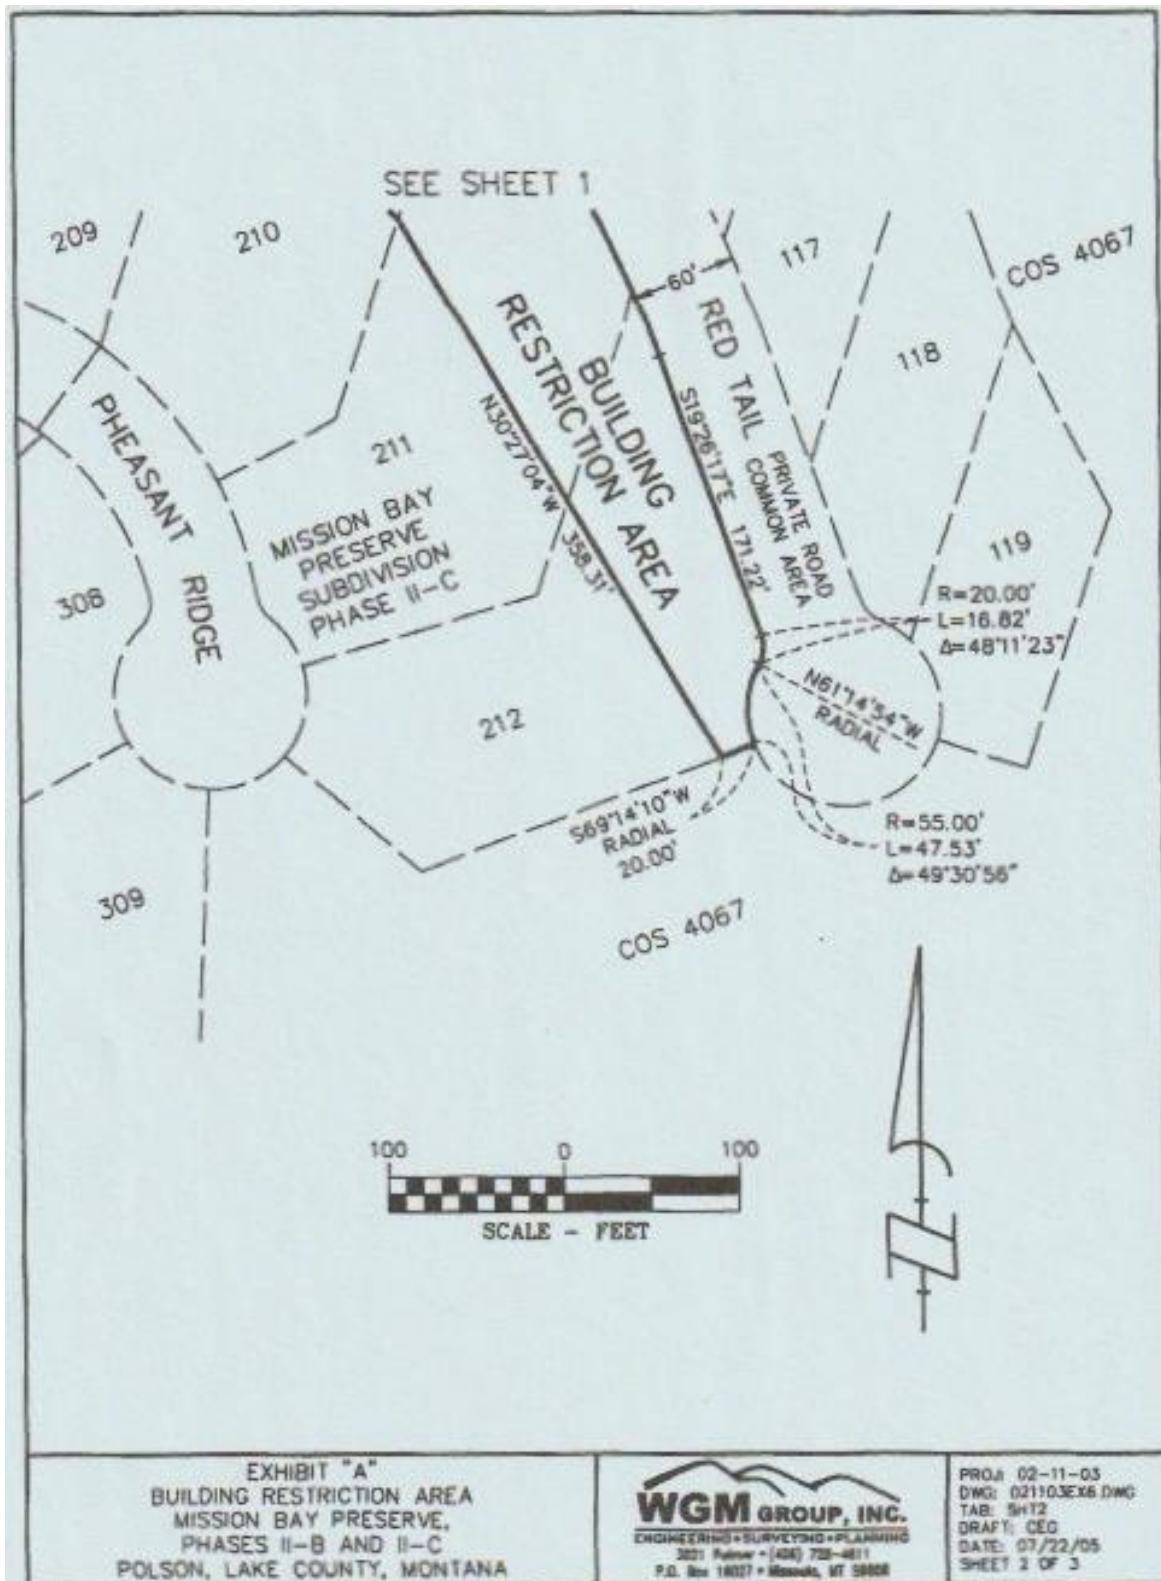 SEE SHEET 1
209
210
117
COS 4067
60'
118
RED TAIL
PRIVATE ROAD
COMMON AREA
BUILDING
RESTRICTION AREA
N30°27'04"W 358.31'
S19°26'17"E 171.22'
PHEASANT RIDGE
211
MISSION BAY
PRESERVE
SUBDIVISION
PHASE II-C
119
308
R=20.00'
L=16.82'
Δ=48°11'23"
N61°14'54"W
RADIAL
212
S69°14'10"W
RADIAL
20.00'
R=55.00'
L=47.53'
Δ=49°30'56"
309
COS 4067
100 0 100
SCALE - FEET
N
EXHIBIT "A"
BUILDING RESTRICTION AREA
MISSION BAY PRESERVE,
PHASES II-B AND II-C
POLSON, LAKE COUNTY, MONTANA
WGM GROUP, INC.
ENGINEERING•SURVEYING•PLANNING
P.O. Box 16027 • Missoula, MT 59808
PROJ: 02-11-03
DWG: 021103EX6.DWG
TAB: SHT2
DRAFT: CEG
DATE: 07/22/05
SHEET 2 OF 3